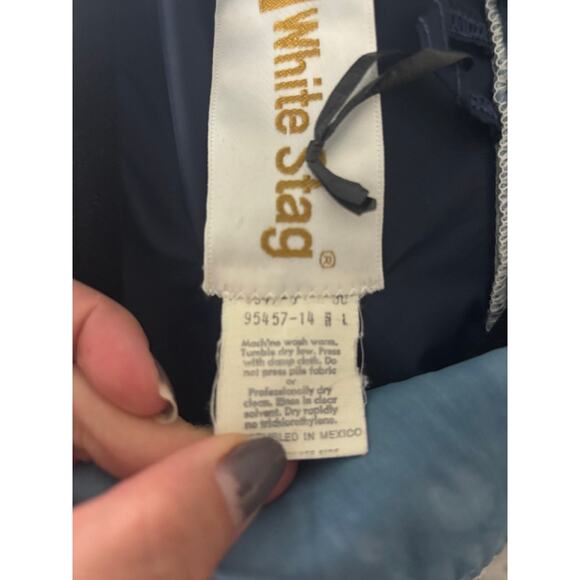 White Stag ®
95457-14 R L
Machine wash warm.
Tumble dry low. Press
with damp cloth. Do
not press pile fabric
or
Professionally dry
clean. Rinse in clear
solvent. Dry rapidly
no trichlorethylene.
IN MEXICO